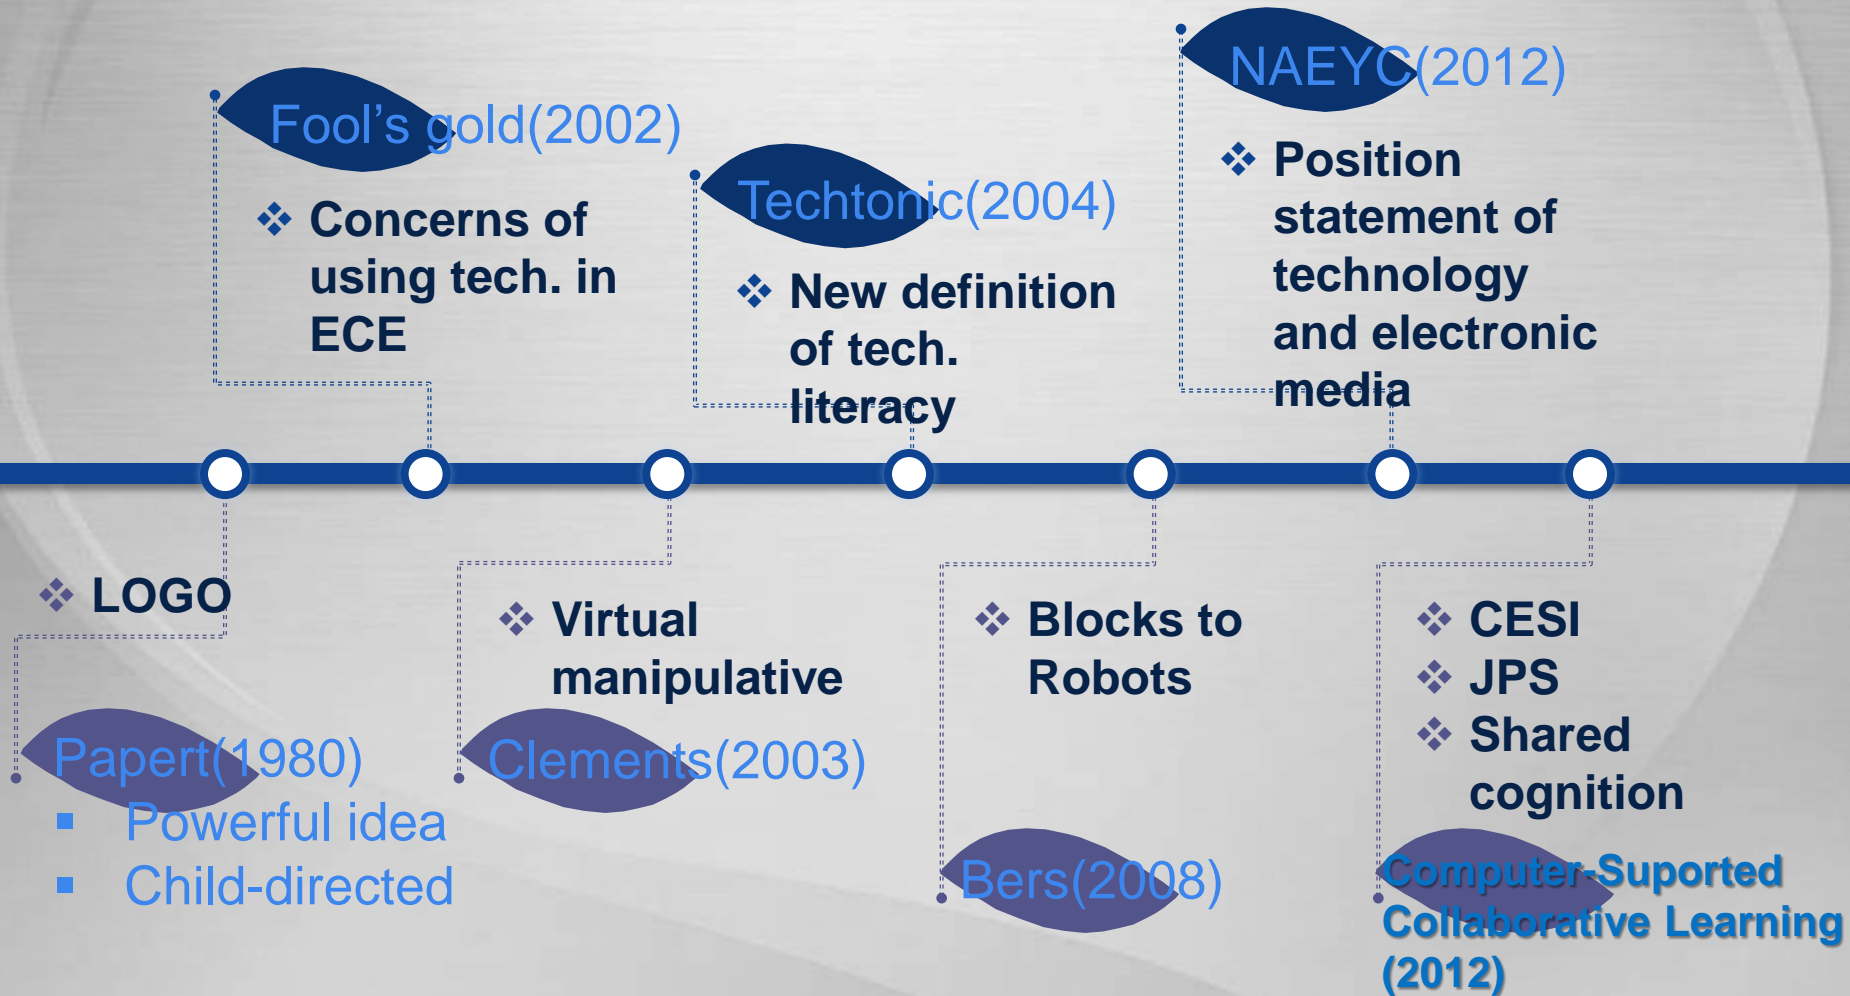 NAEYC(2012)
❖ Position
statement of
technology
and electronic
media
Fool’s gold(2002)
❖ Concerns of
using tech. in
ECE
Techtonic(2004)
❖ New definition
of tech.
literacy
❖ LOGO
Papert(1980)
▪ Powerful idea
▪ Child-directed
❖ Virtual
manipulative
Clements(2003)
❖ Blocks to
Robots
Bers(2008)
❖ CESI
❖ JPS
❖ Shared
cognition
Computer-Suported
Collaborative Learning
(2012)